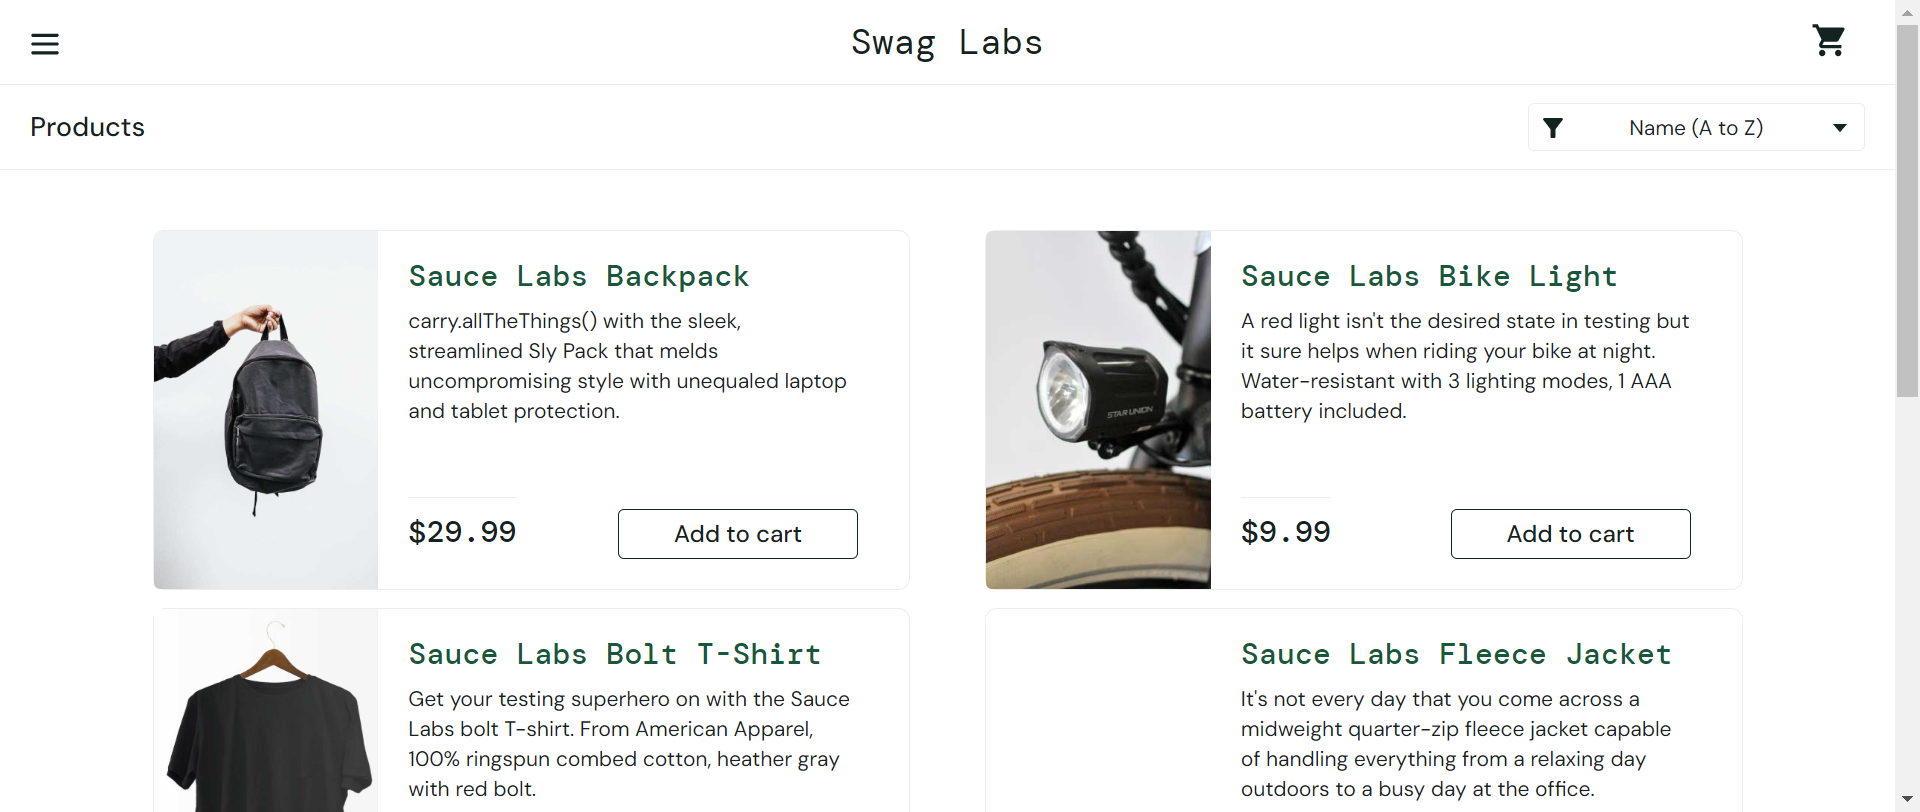 Swag Labs
Products
Name (A to Z)
Sauce Labs Backpack
carry.allTheThings() with the sleek,
streamlined Sly Pack that melds
uncompromising style with unequaled laptop
and tablet protection.
$29.99
Add to cart
Sauce Labs Bike Light
A red light isn't the desired state in testing but
it sure helps when riding your bike at night.
Water-resistant with 3 lighting modes, 1 AAA
battery included.
STAR UNION
$9.99
Add to cart
Sauce Labs Bolt T-Shirt
Get your testing superhero on with the Sauce
Labs bolt T-shirt. From American Apparel,
100% ringspun combed cotton, heather gray
with red bolt.
Sauce Labs Fleece Jacket
It's not every day that you come across a
midweight quarter-zip fleece jacket capable
of handling everything from a relaxing day
outdoors to a busy day at the office.